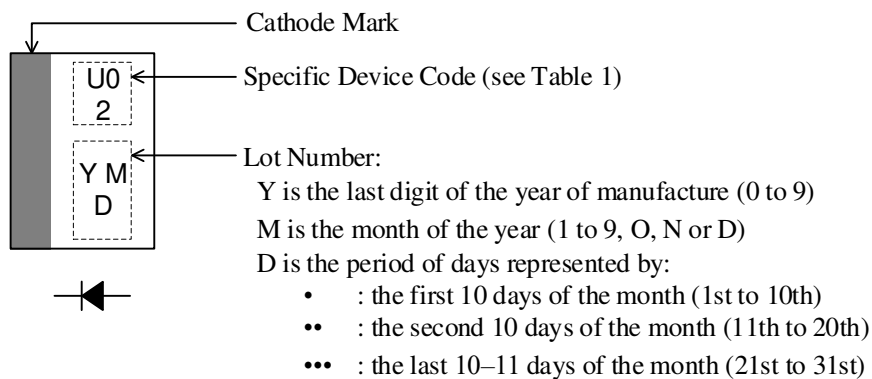 Cathode Mark
U0
2
Specific Device Code (see Table 1)
Y M
D
Lot Number:
Y is the last digit of the year of manufacture (0 to 9)
M is the month of the year (1 to 9, O, N or D)
D is the period of days represented by:
• : the first 10 days of the month (1st to 10th)
•• : the second 10 days of the month (11th to 20th)
••• : the last 10–11 days of the month (21st to 31st)